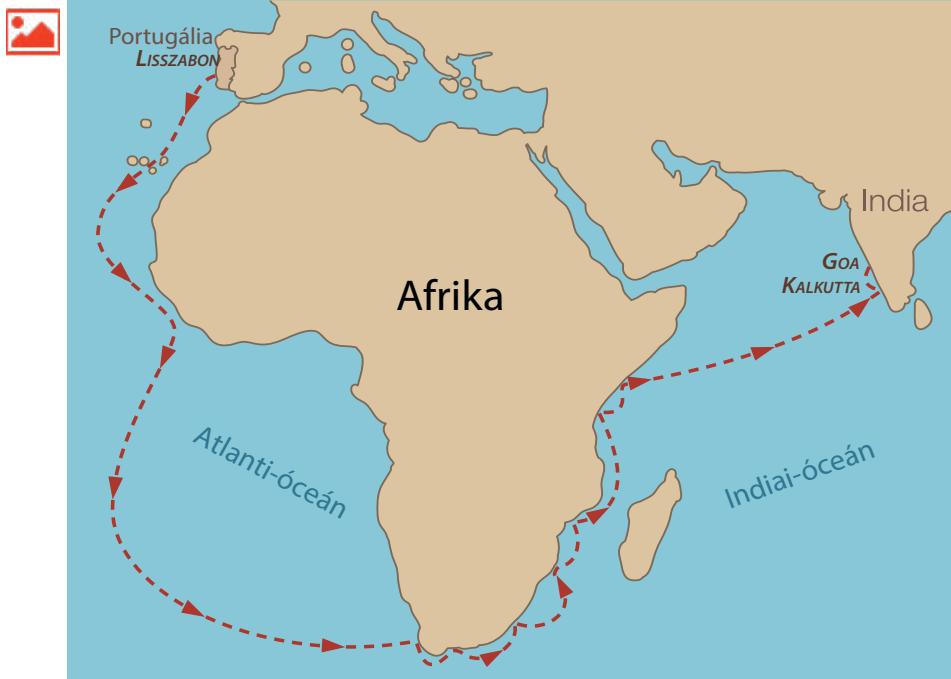 Portugália
LISSZABON
India
GOA
KALKUTTA
Afrika
Atlanti-óceán
Indiai-óceán